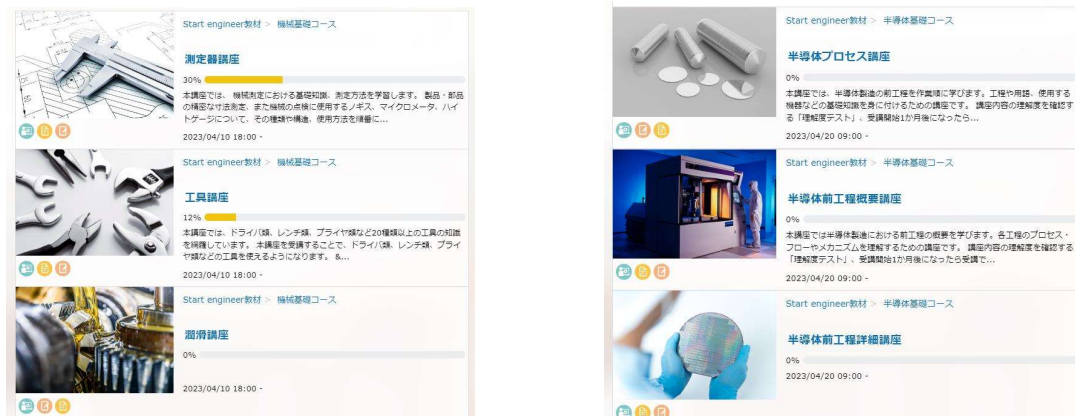 Start engineer教材 > 機械基礎コース
測定器講座
30%
本講座では、 機械測定における基礎知識、測定方法を学習します。 製品・部品
の精密な寸法測定、また機械の点検に使用するノギス、マイクロメータ、ハイ
トゲージについて、その種類や構造、使用方法を順番に...
2023/04/10 18:00 -
Start engineer教材 > 機械基礎コース
工具講座
12%
本講座では、ドライバ類、レンチ類、プライヤ類など20種類以上の工具の知識
を網羅しています。 本講座を受講することで、ドライバ類、レンチ類、プライ
ヤ類などの工具を使えるようになります。 &...
2023/04/10 18:00 -
Start engineer教材 > 機械基礎コース
潤滑講座
0%
2023/04/10 18:00 -
Start engineer教材 > 半導体基礎コース
半導体プロセス講座
0%
本講座では、半導体製造の前工程を作業順に学びます。工程や用語、使用する
機器などの基礎知識を身に付けるための講座です。 講座内容の理解度を確認す
る「理解度テスト」、受講開始1か月後になったら...
2023/04/20 09:00 -
Start engineer教材 > 半導体基礎コース
半導体前工程概要講座
0%
本講座では半導体製造における前工程の概要を学びます。各工程のプロセス・
フローやメカニズムを理解するための講座です。 講座内容の理解度を確認する
「理解度テスト」、受講開始1か月後になったら受講で...
2023/04/20 09:00 -
Start engineer教材 > 半導体基礎コース
半導体前工程詳細講座
0%
2023/04/20 09:00 -